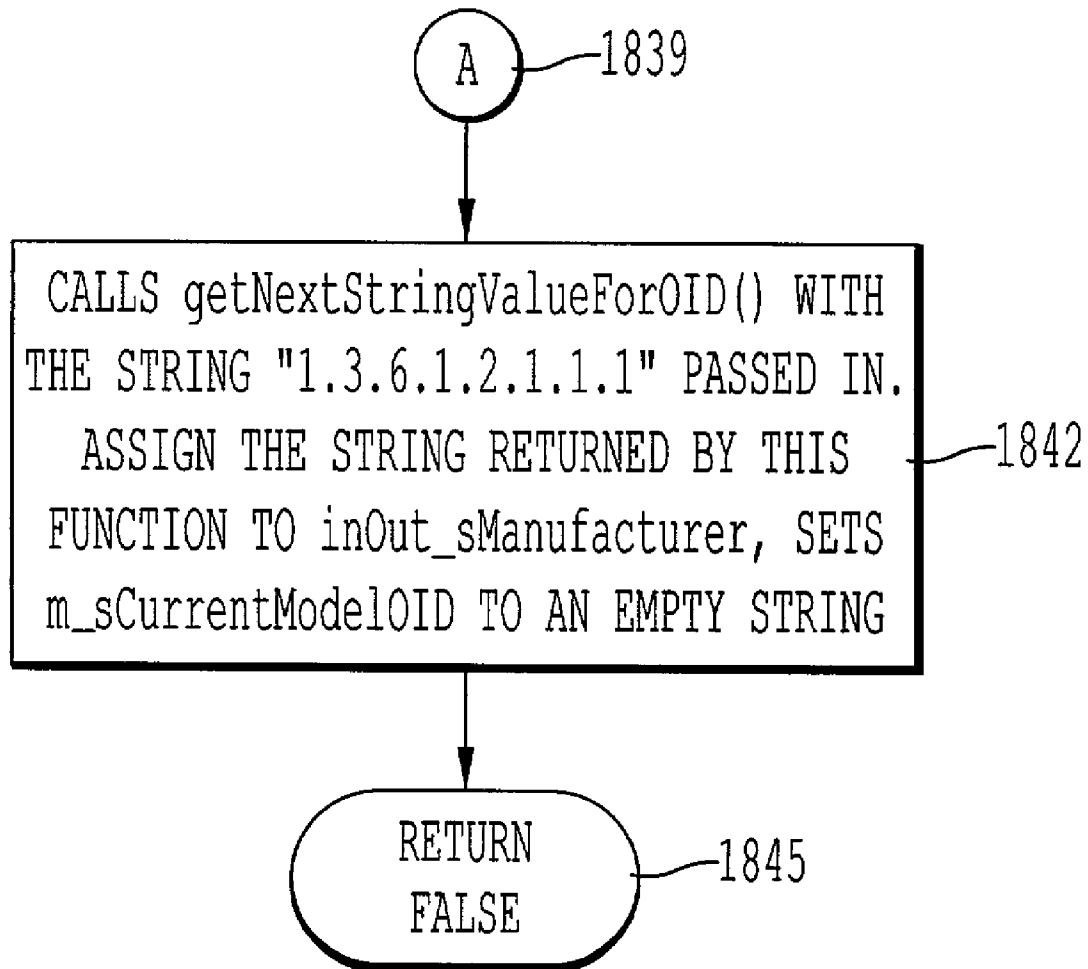 A
1839
CALLS getNextStringValueForOID() WITH
THE STRING "1.3.6.1.2.1.1.1" PASSED IN.
ASSIGN THE STRING RETURNED BY THIS
FUNCTION TO inOut_sManufacturer, SETS
m_sCurrentModelOID TO AN EMPTY STRING
1842
RETURN
FALSE
1845